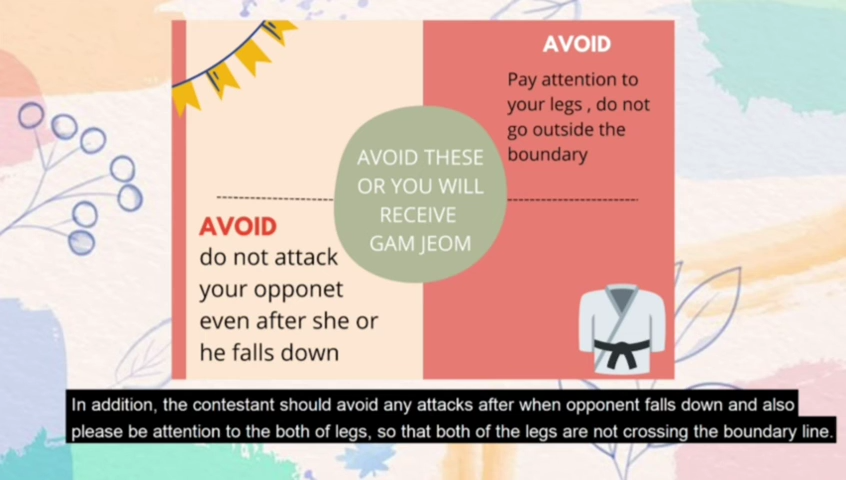 AVOID
Pay attention to
your legs , do not
go outside the
boundary
AVOID THESE
OR YOU WILL
RECEIVE
GAM JEOM
AVOID
do not attack
your opponet
even after she or
he falls down
In addition, the contestant should avoid any attacks after when opponent falls down and also
please be attention to the both of legs, so that both of the legs are not crossing the boundary line.